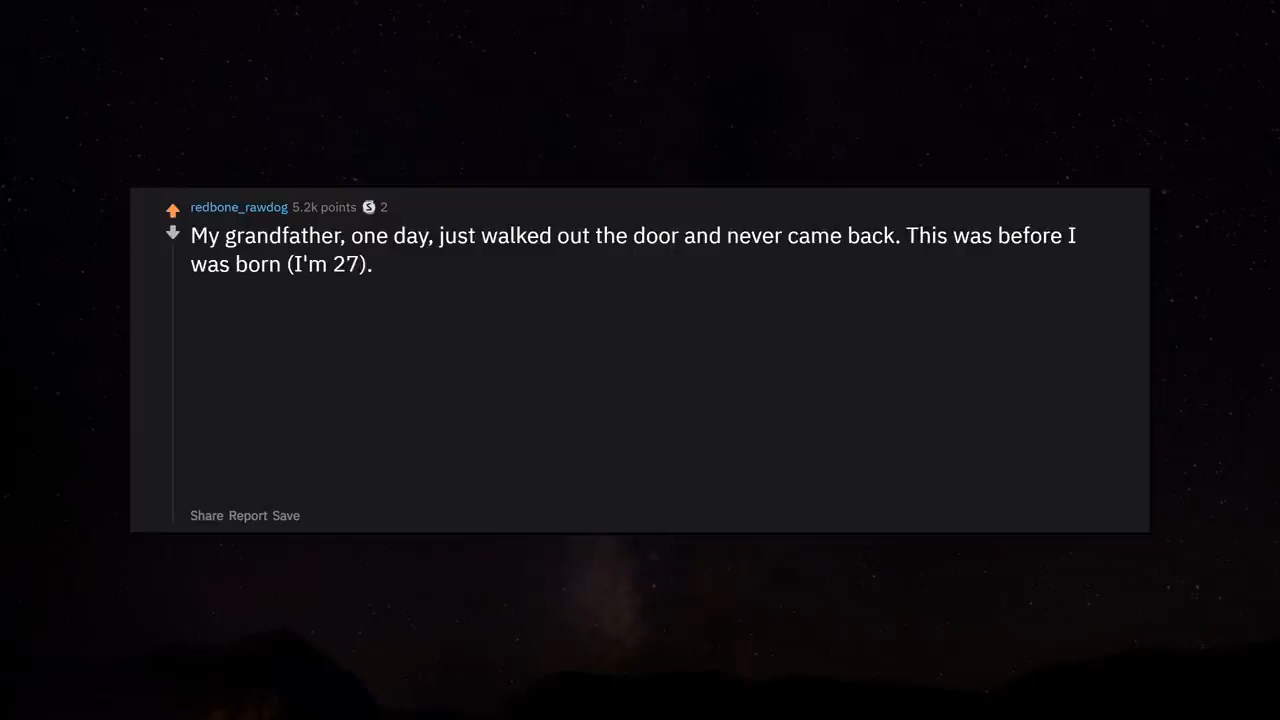 redbone_rawdog 5.2k points S 2
My grandfather, one day, just walked out the door and never came back. This was before I
was born (I'm 27).
Share Report Save